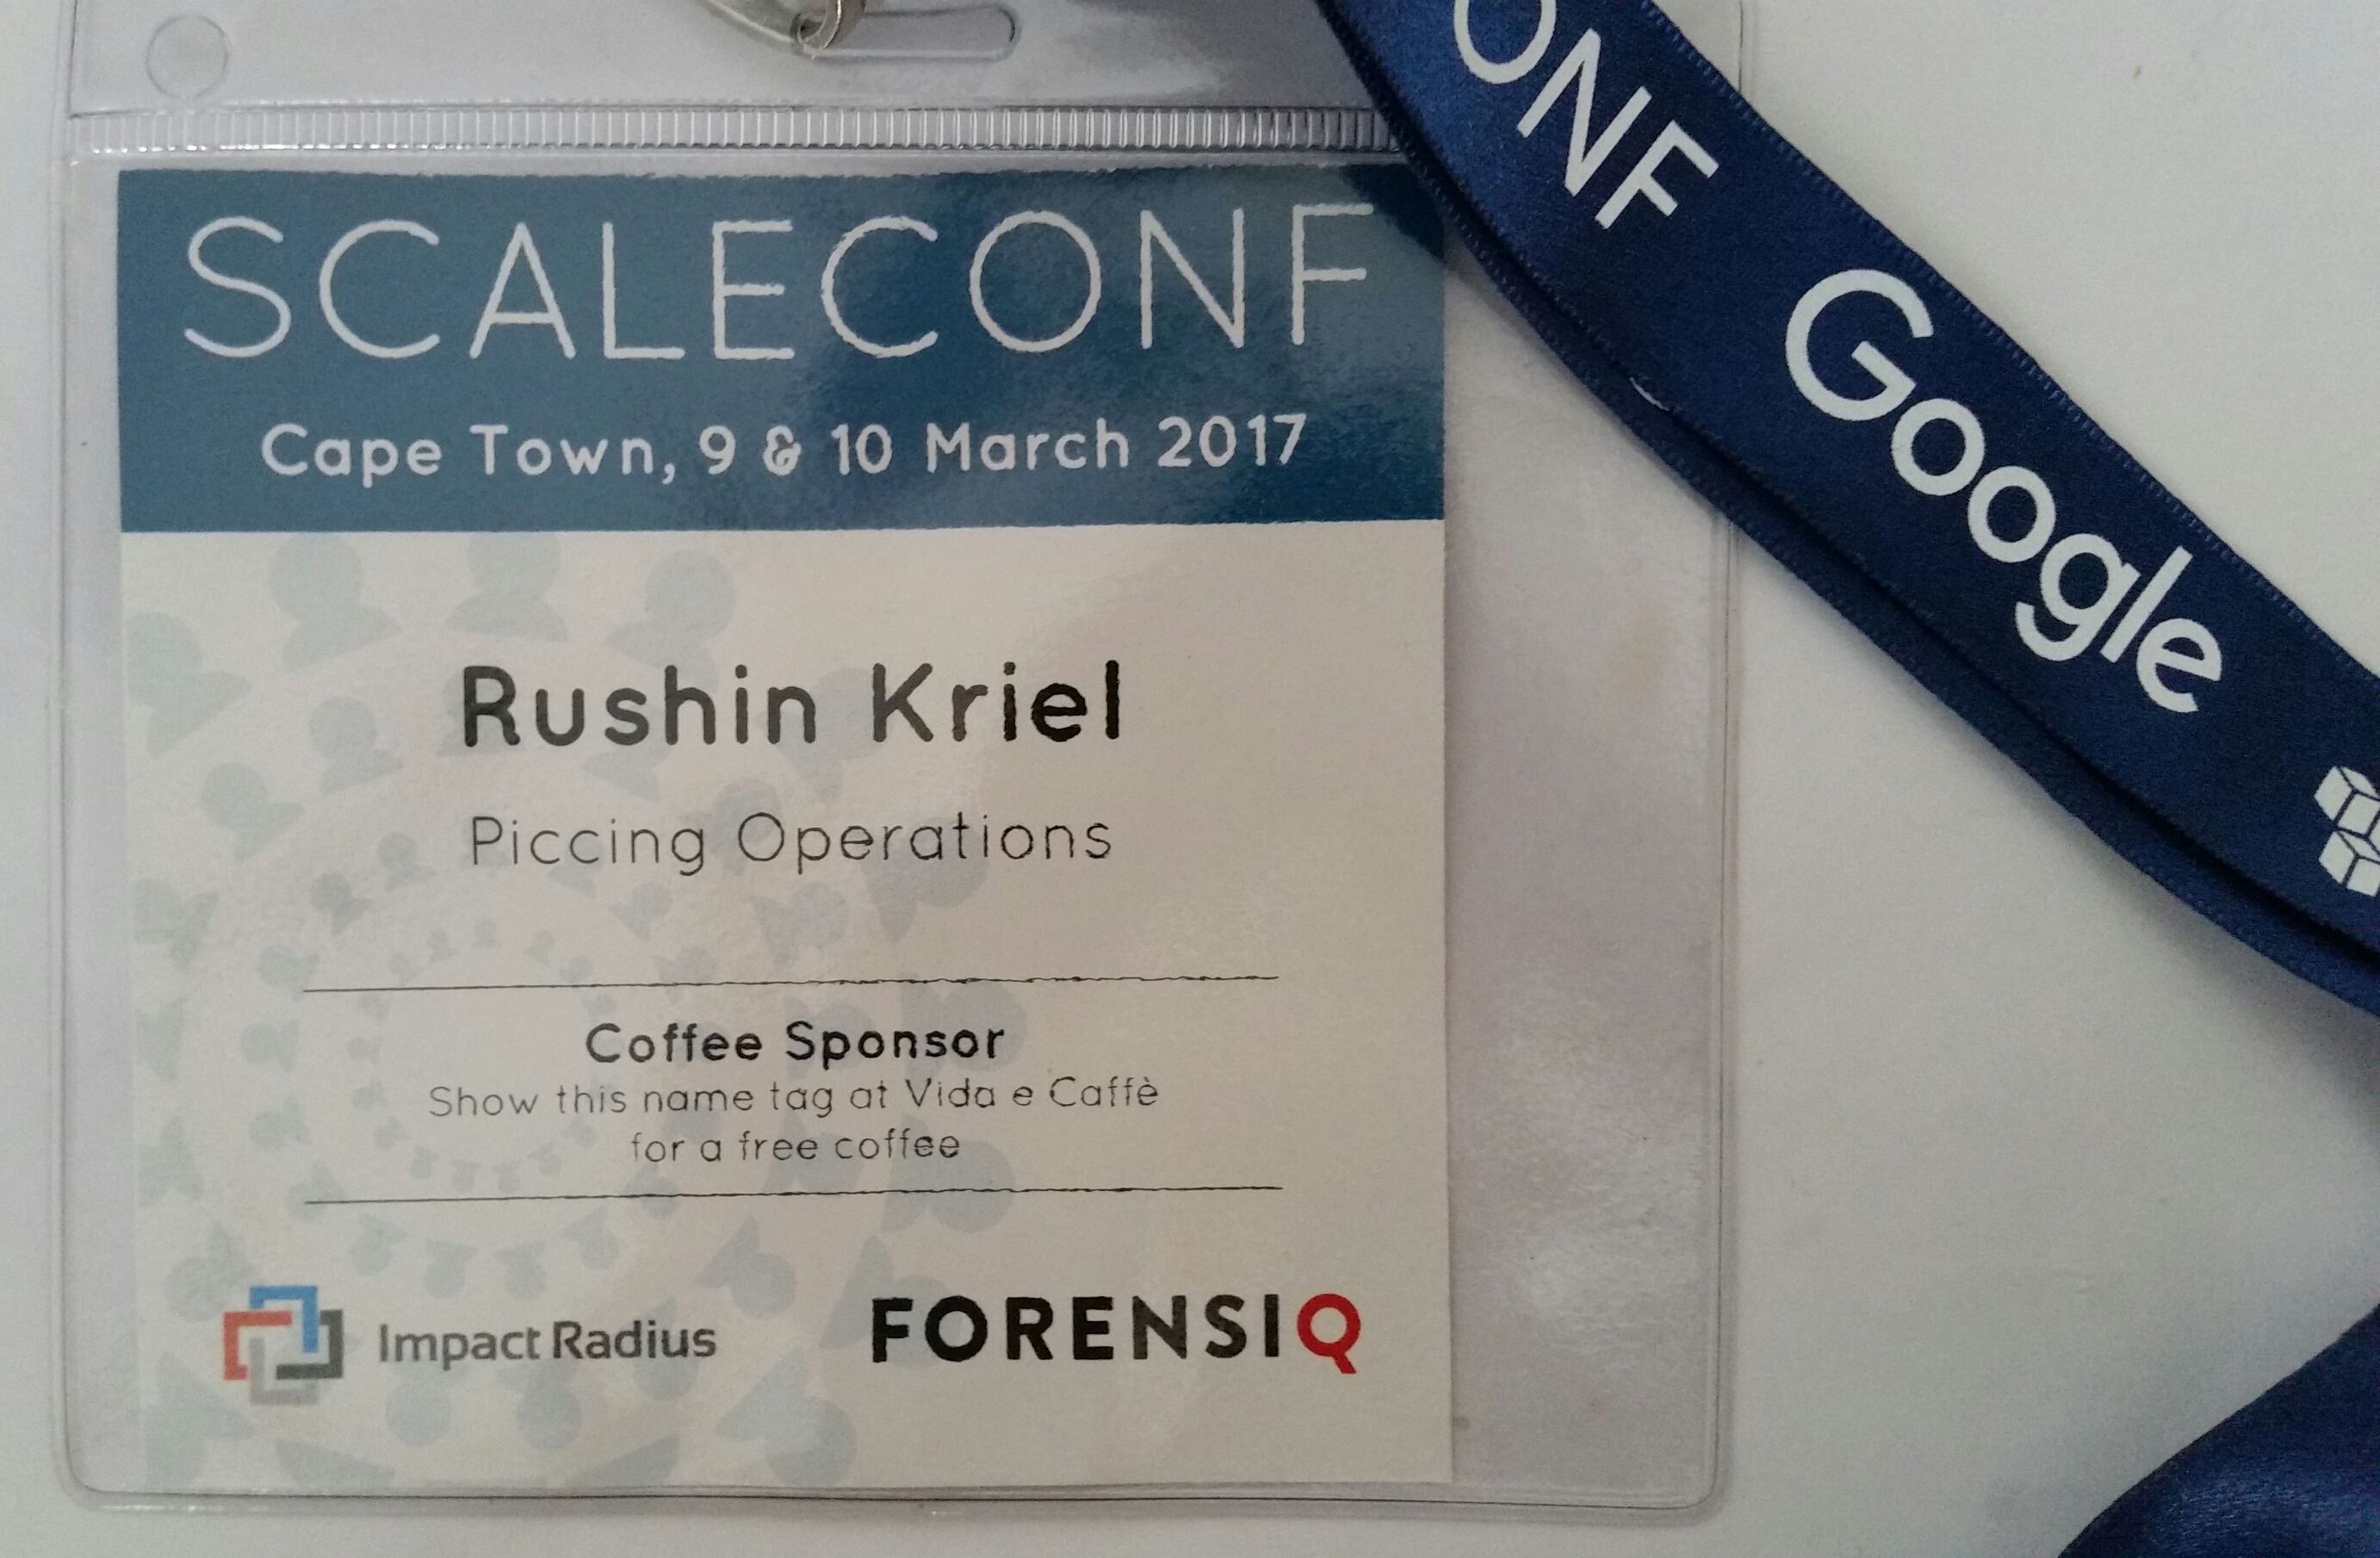 SCALECONF
Cape Town, 9 & 10 March 2017
Rushin Kriel
Piccing Operations
Coffee Sponsor
Show this name tag at Vida e Caffè
for a free coffee
Impact Radius
FORENSIQ
ONF Google